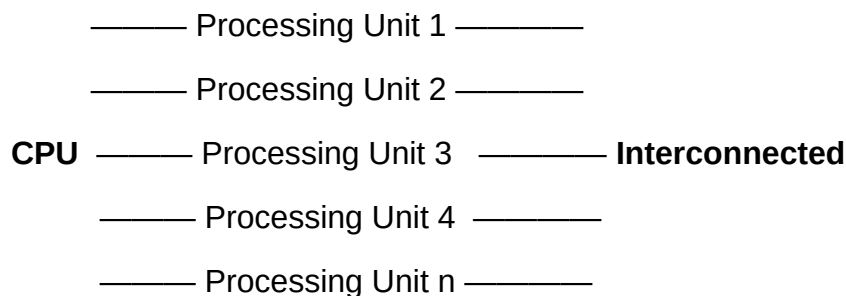 ——— Processing Unit 1 ————
——— Processing Unit 2 ————
CPU ——— Processing Unit 3 ———— Interconnected
——— Processing Unit 4 ————
——— Processing Unit n ————